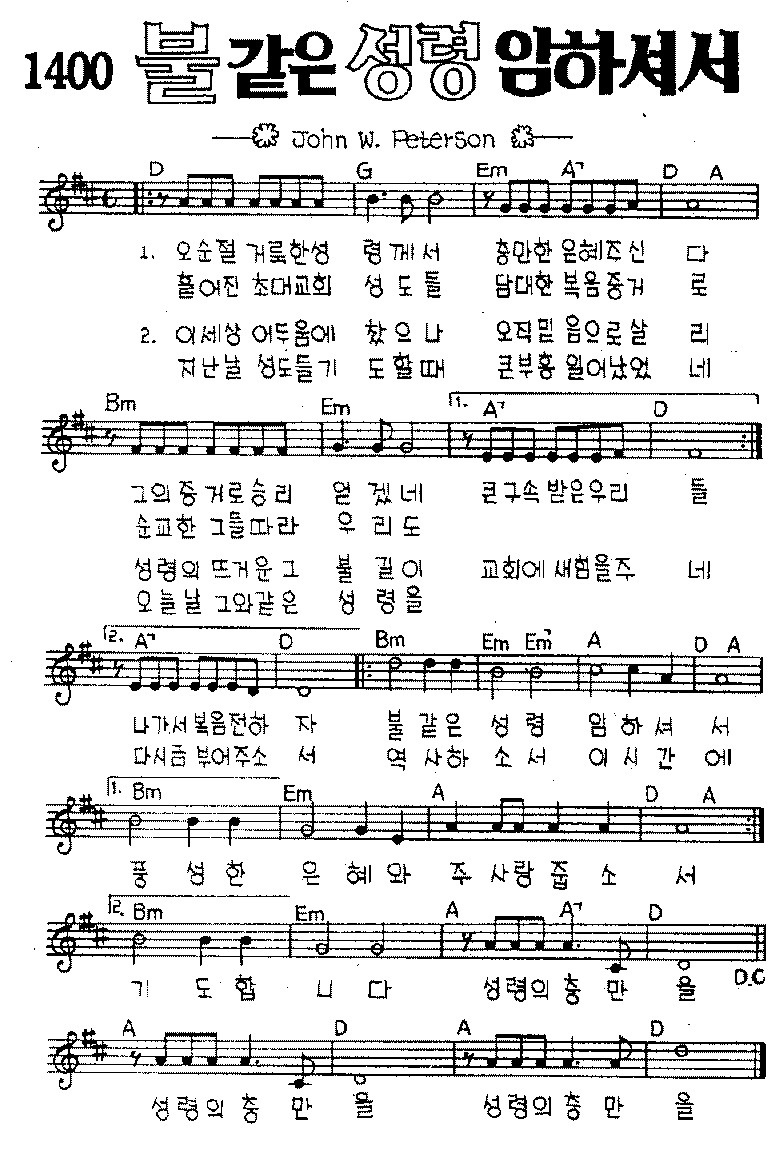 1400 불같은 성령 임하셔서
John W. Peterson
D G Em A7 D A
1. 오순절 거룩한성 령께서 충만한 은혜주신 다
흩어진 초대교회 성도들 담대한 복음증거 로
2. 이세상 어두움에 찼으나 오직믿음으로살 리
지난날 성도들기 도할때 큰부흥 일어났었 네
Bm Em 1. A7 D
그의증거로승리 얻겠네 큰구속받은우리 들
순교한 그들따라 우리도
성령의 뜨거운그 불길이 교회에새힘을주 네
오늘날 그와같은 성령을
2. A7 D Bm Em Em7 A D A
나가서복음전하 자 불같은 성령 임하셔 서
다시금 부어주소 서 역사하 소서 이시간 에
1. Bm Em A D A
풍성한 은혜와 주사랑줍소 서
2. Bm Em A A7 D
기도합 니다 성령의충만 을
D.C
A D A D
성령의충 만 을 성령의충 만 을